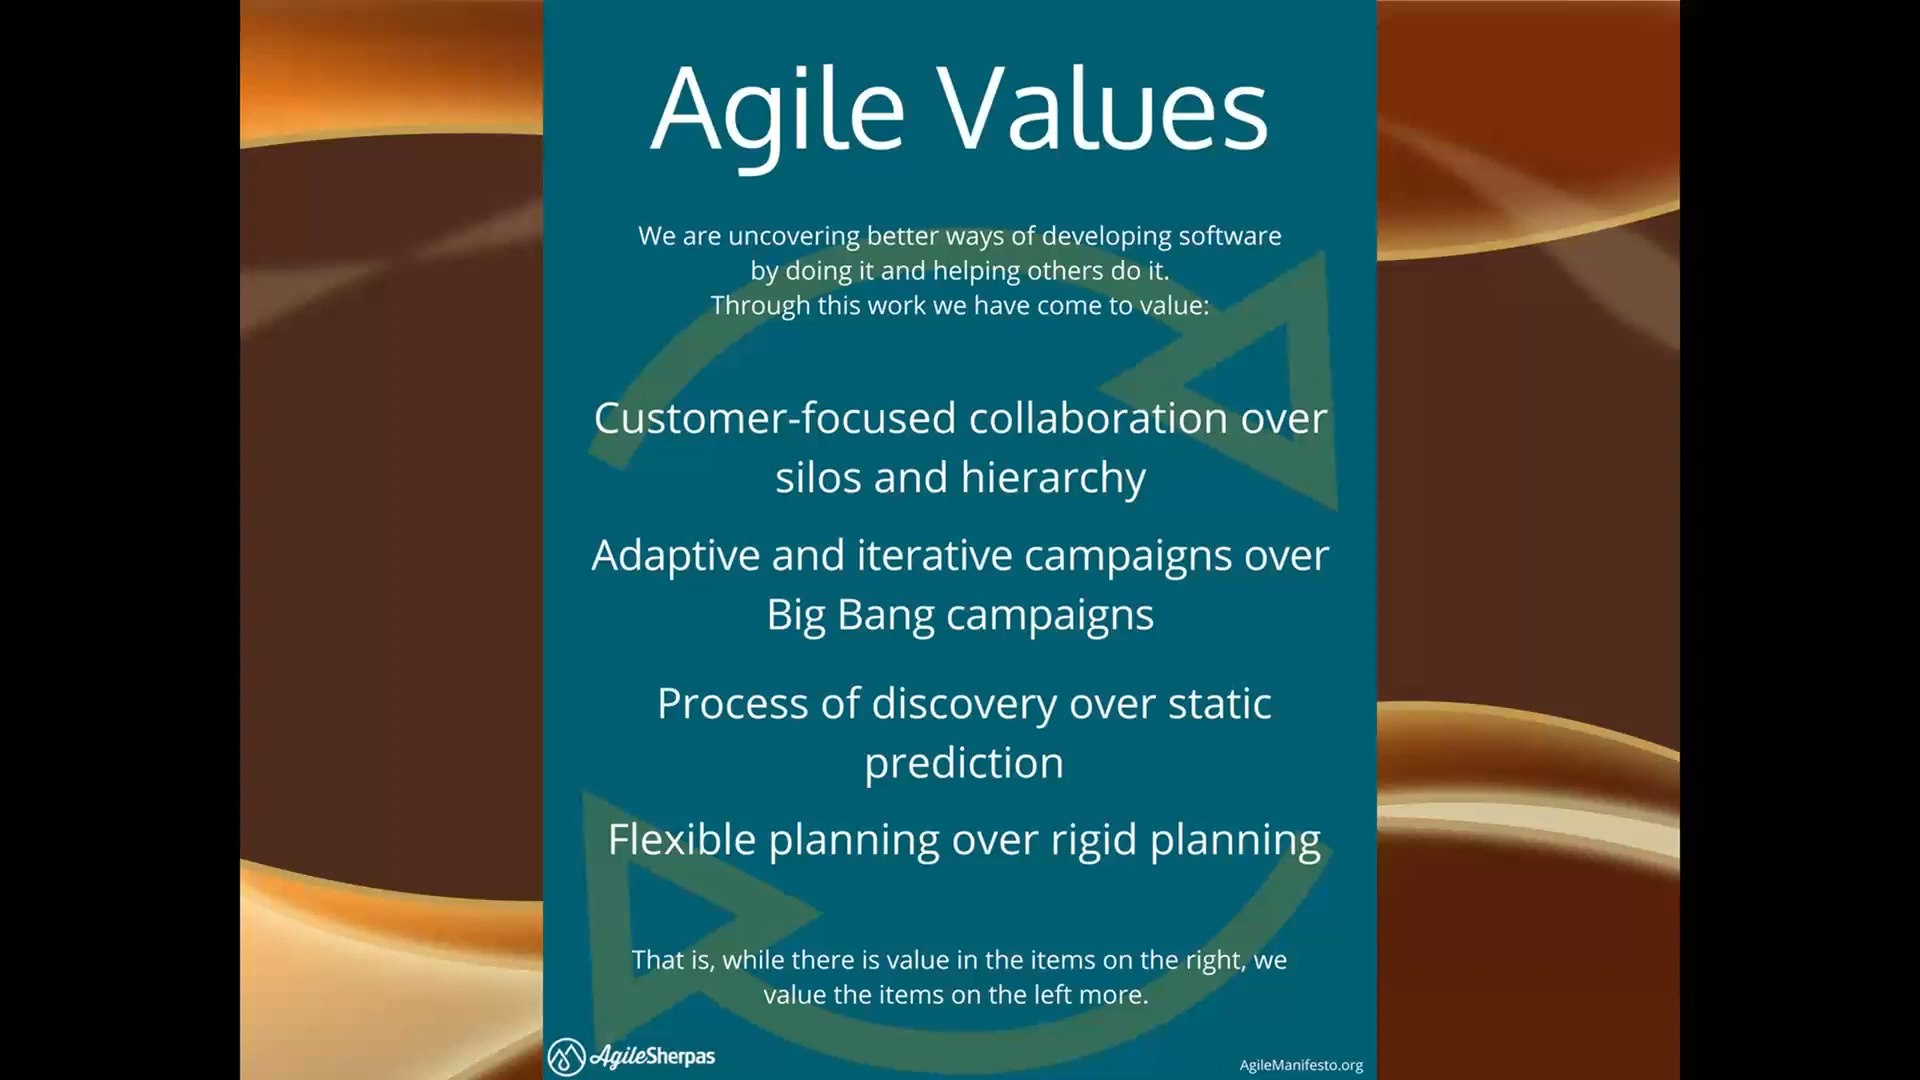 Agile Values
We are uncovering better ways of developing software
by doing it and helping others do it.
Through this work we have come to value:
Customer-focused collaboration over
silos and hierarchy
Adaptive and iterative campaigns over
Big Bang campaigns
Process of discovery over static
prediction
Flexible planning over rigid planning
That is, while there is value in the items on the right, we
value the items on the left more.
AgileSherpas
AgileManifesto.org